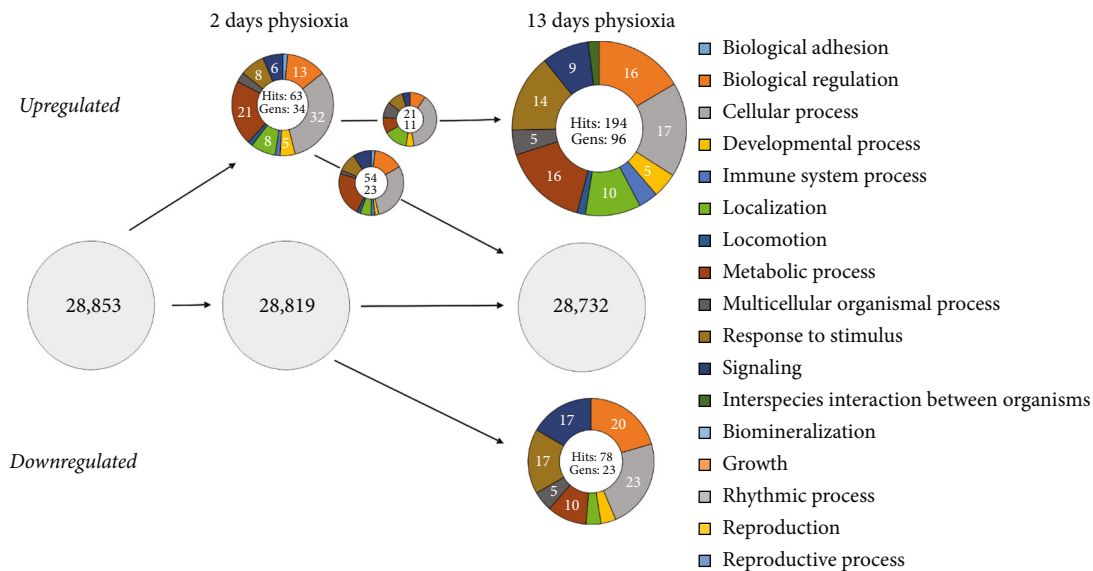 2 days physioxia
13 days physioxia
Upregulated
6
13
8
Hits: 63
Gens: 34
21
32
8
5
21
11
54
23
9
16
14
Hits: 194
Gens: 96
17
5
16
5
10
28,853
28,819
28,732
Downregulated
17
20
17
Hits: 78
Gens: 23
23
5
10
Biological adhesion
Biological regulation
Cellular process
Developmental process
Immune system process
Localization
Locomotion
Metabolic process
Multicellular organismal process
Response to stimulus
Signaling
Interspecies interaction between organisms
Biomineralization
Growth
Rhythmic process
Reproduction
Reproductive process